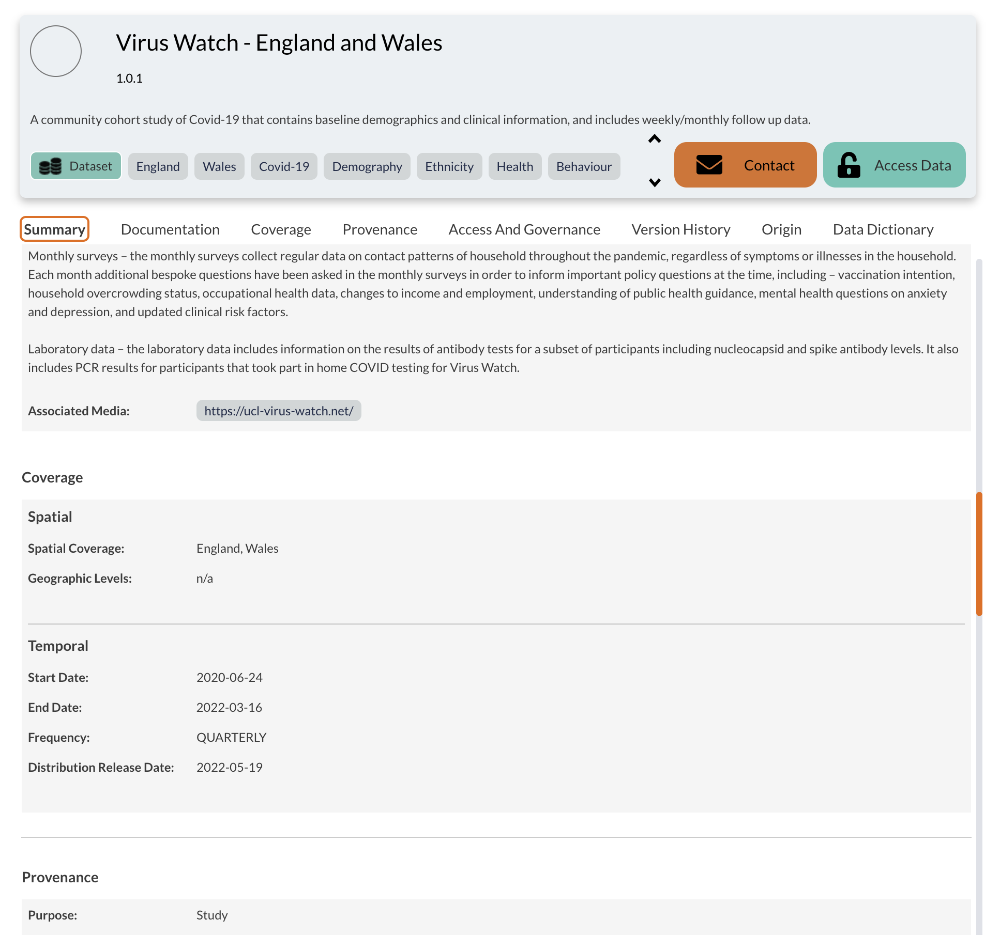 Virus Watch - England and Wales
1.0.1
A community cohort study of Covid-19 that contains baseline demographics and clinical information, and includes weekly/monthly follow up data.
Dataset England Wales Covid-19 Demography Ethnicity Health Behaviour Contact Access Data
Summary Documentation Coverage Provenance Access And Governance Version History Origin Data Dictionary
Monthly surveys – the monthly surveys collect regular data on contact patterns of household throughout the pandemic, regardless of symptoms or illnesses in the household.
Each month additional bespoke questions have been asked in the monthly surveys in order to inform important policy questions at the time, including – vaccination intention,
household overcrowding status, occupational health data, changes to income and employment, understanding of public health guidance, mental health questions on anxiety
and depression, and updated clinical risk factors.
Laboratory data – the laboratory data includes information on the results of antibody tests for a subset of participants including nucleocapsid and spike antibody levels. It also
includes PCR results for participants that took part in home COVID testing for Virus Watch.
Associated Media: https://ucl-virus-watch.net/
Coverage
Spatial
Spatial Coverage: England, Wales
Geographic Levels: n/a
Temporal
Start Date: 2020-06-24
End Date: 2022-03-16
Frequency: QUARTERLY
Distribution Release Date: 2022-05-19
Provenance
Purpose: Study